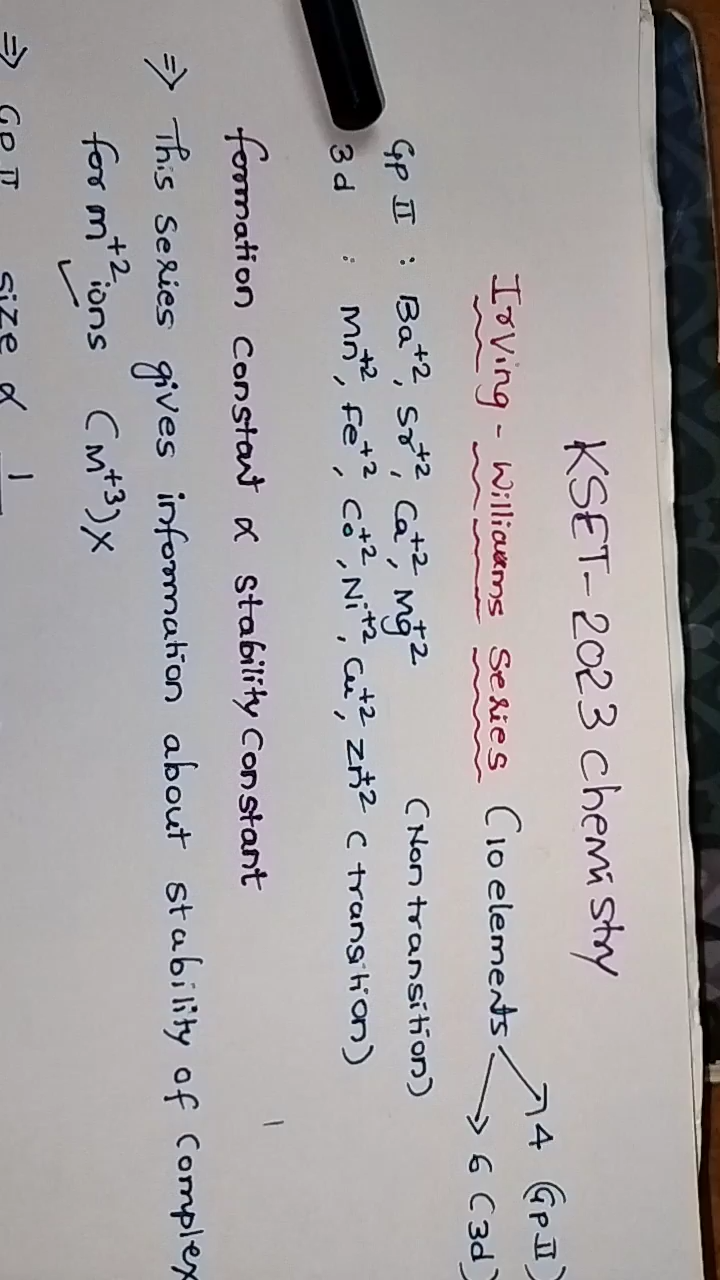 KSET-2023 Chemistry
Irving-Williams Series (10 elements → 4 (GP II)
→ 6 (3d)
GP II : Ba+2, Sr+2, Ca+2, Mg+2 (Non transition)
3d : Mn+2, Fe+2, Co+2, Ni+2, Cu+2, Zn+2 (transition)
formation Constant α stability Constant
⇒ This Series gives information about stability of Complex
for m+2 ions (M+3)x
⇒ GP II size α 1